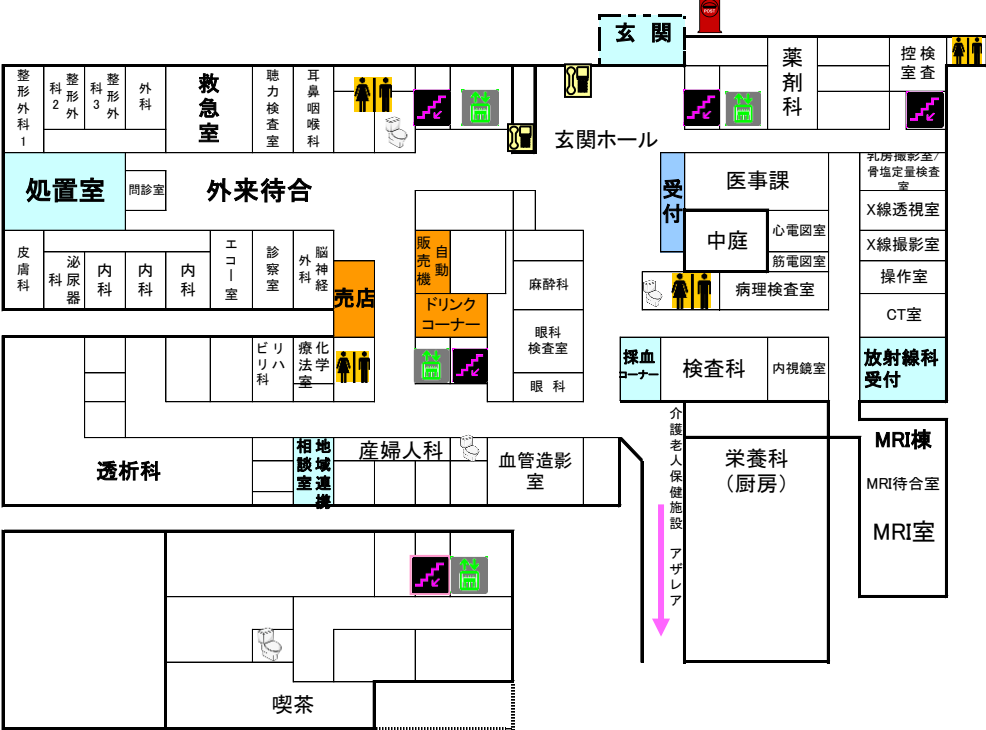 POST
玄 関
整形外科1
整形外科2
整形外科3
外科
救急室
聴力検査室
耳鼻咽喉科
薬剤科
検査控室
玄関ホール
処置室
問診室
外来待合
受付
医事課
中庭
心電図室
筋電図室
病理検査室
乳房撮影室/
骨塩定量検査
室
X線透視室
X線撮影室
操作室
CT室
放射線科
受付
皮膚科
泌尿器科
内科
内科
内科
エコー室
診察室
脳神経外科
売店
自動販売機
ドリンク
コーナー
麻酔科
眼科
検査室
眼 科
採血
コーナー
検査科
内視鏡室
リハビリ科
化学療法室
透析科
地域連携相談室
産婦人科
血管造影
室
介護老人保健施設 アザレア
栄養科
(厨房)
MRI棟
MRI待合室
MRI室
喫茶